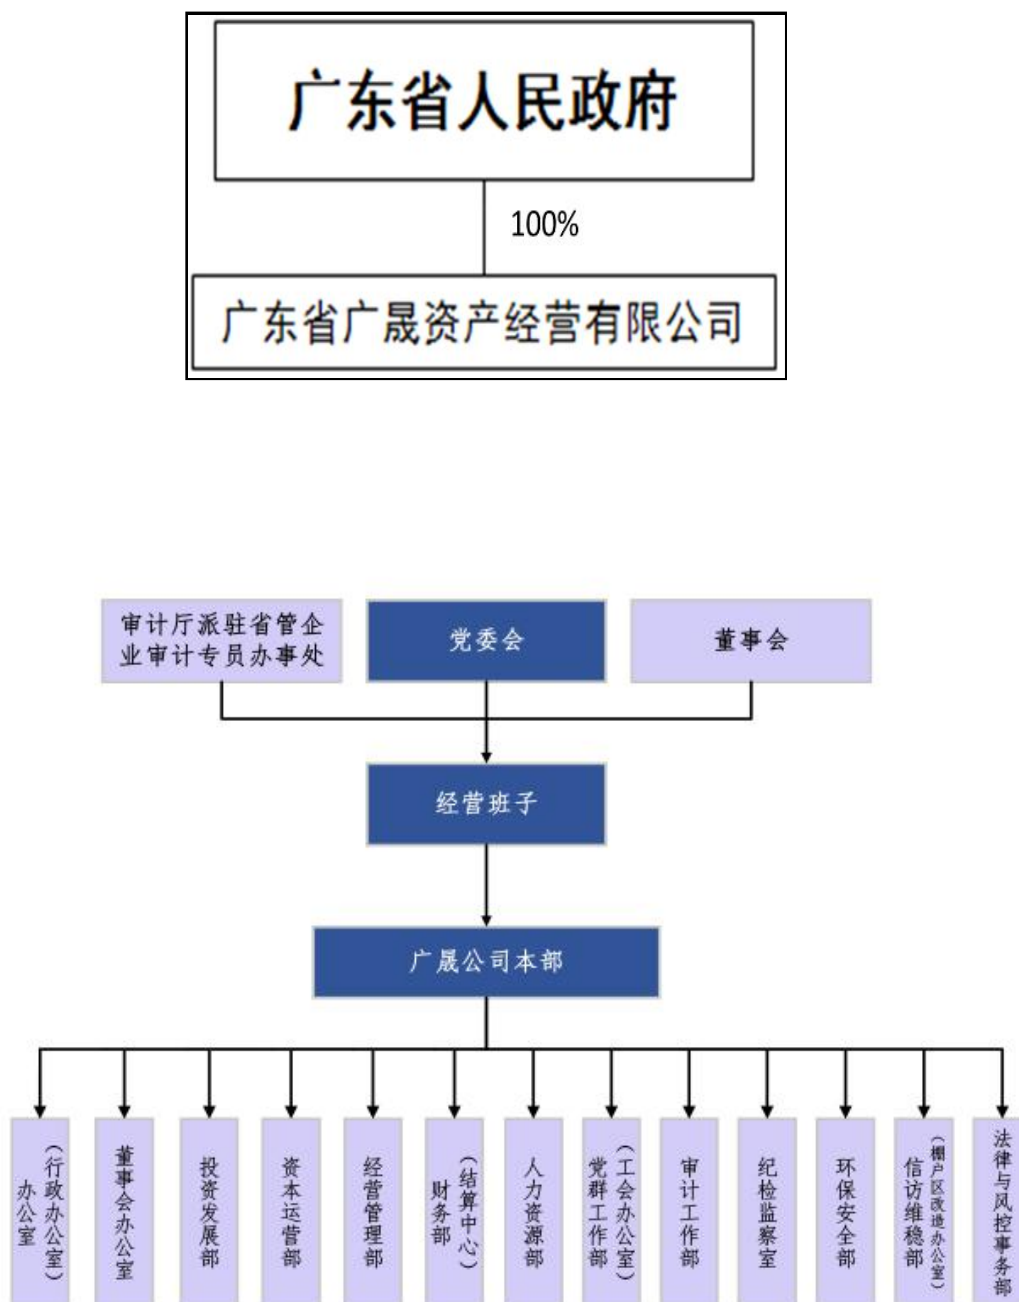 广东省人民政府
100%
广东省广晟资产经营有限公司
审计厅派驻省管企
业审计专员办事处
党委会
董事会
经营班子
广晟公司本部
办公室
（行政办公室）
董事会办公室
投资发展部
资本运营部
经营管理部
财务部
（结算中心）
人力资源部
党群工作部
（工会办公室）
审计工作部
纪检监察室
环保安全部
信访维稳部
（棚户区改造办公室）
法律与风控事务部